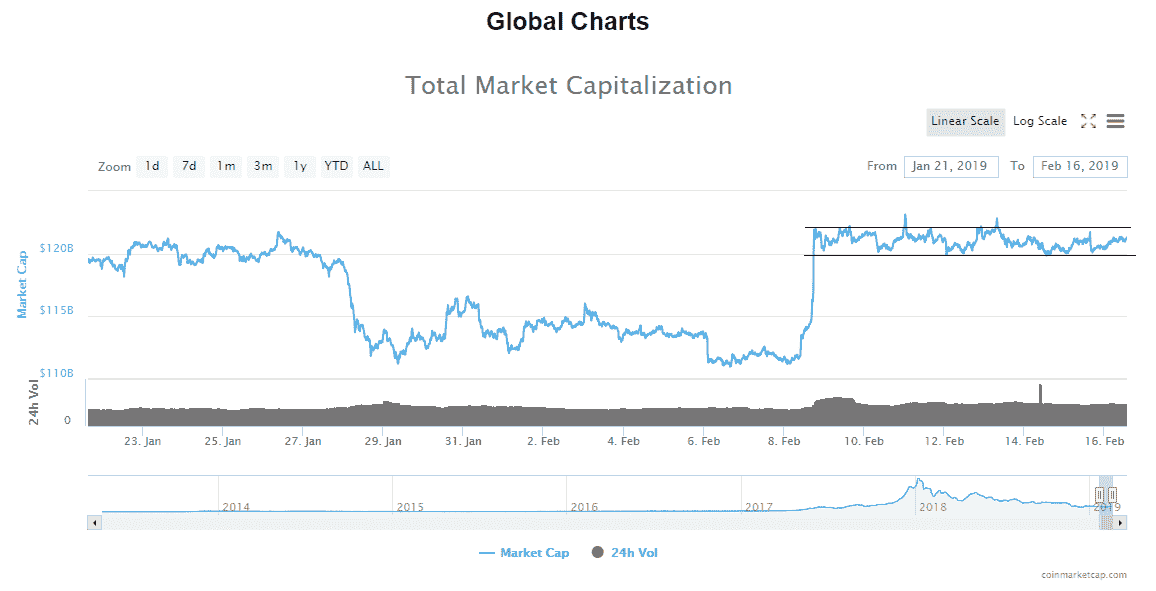 Global Charts
Total Market Capitalization
Linear Scale Log Scale
Zoom 1d 7d 1m 3m 1y YTD ALL From Jan 21, 2019 To Feb 16, 2019
Market Cap
$120B
$115B
$110B
24h Vol
0
23. Jan 25. Jan 27. Jan 29. Jan 31. Jan 2. Feb 4. Feb 6. Feb 8. Feb 10. Feb 12. Feb 14. Feb 16. Feb
2014 2015 2016 2017 2018 2019
Market Cap 24h Vol
coinmarketcap.com